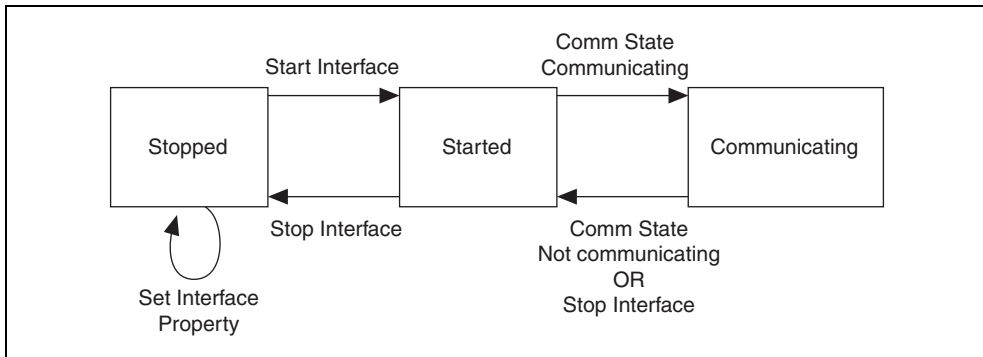 Start Interface
Comm State
Communicating
Stopped
Started
Communicating
Stop Interface
Comm State
Not communicating
OR
Stop Interface
Set Interface
Property